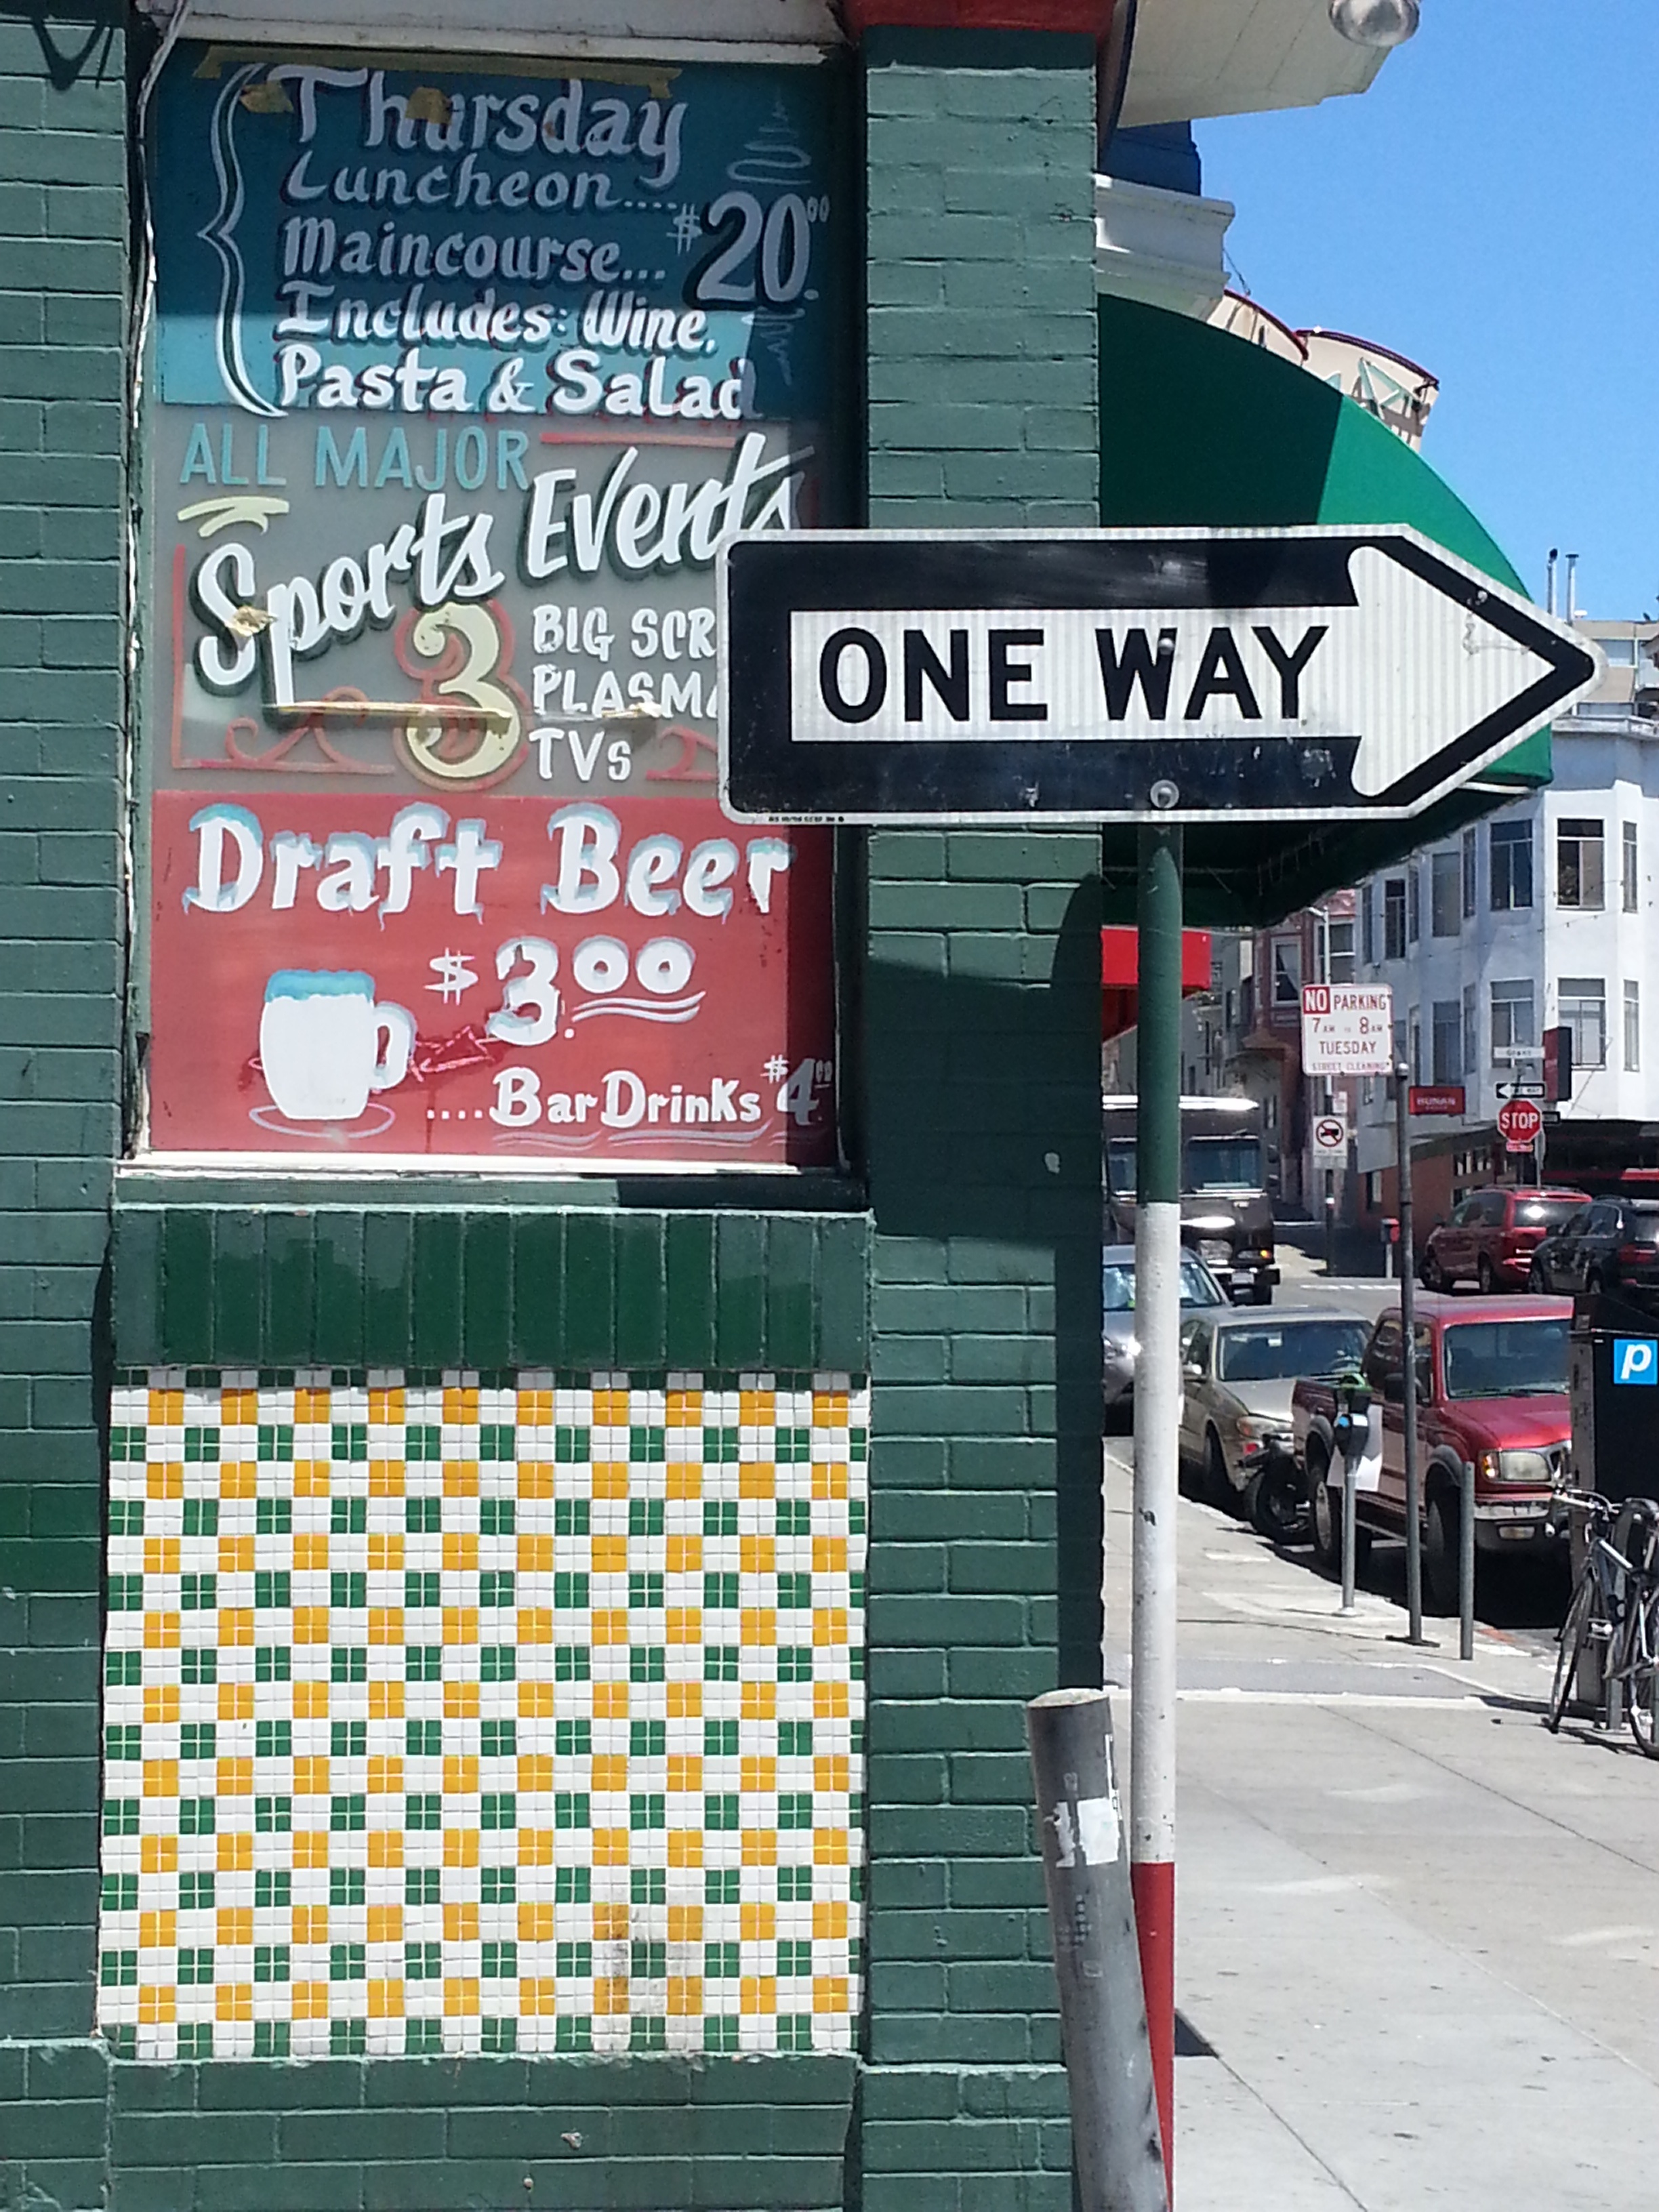 Thursday
Luncheon....
Maincourse...
$20.00
Includes: Wine.
Pasta & Salad
ALL MAJOR
Sports Events
3
BIG SCR
PLASMA
TVs
Draft Beer
$3.00
....Bar Drinks $4.00
ONE WAY
NO PARKING
7AM TO 8AM
TUESDAY
STREET CLEANING
HUNAN
STOP
P